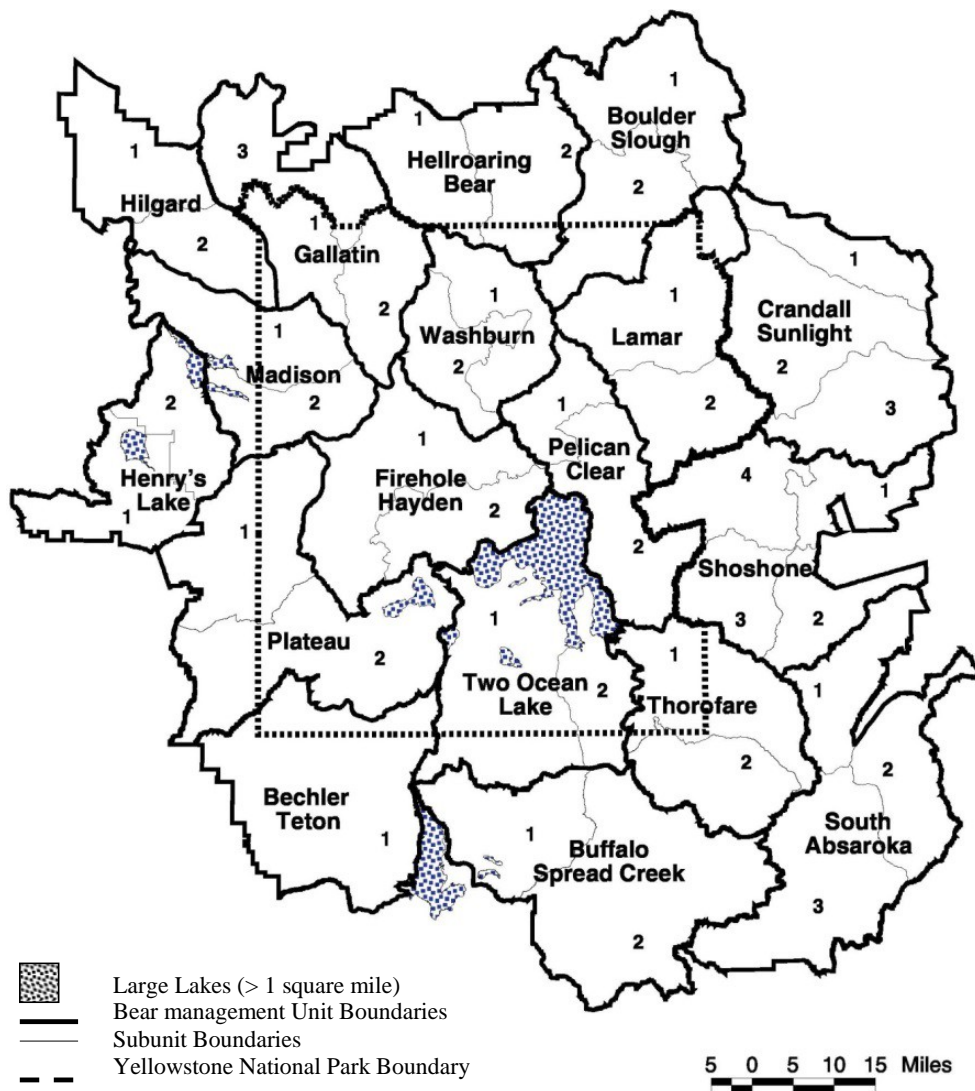 1
Boulder
Slough
2
1
Hellroaring
Bear
2
1
Hilgard
2
3
1
Gallatin
2
1
Washburn
2
1
Lamar
2
1
Crandall
Sunlight
2
3
1
Madison
2
2
Henry's
Lake
1
1
Firehole
Hayden
2
1
Pelican
Clear
2
4
1
Shoshone
3
2
1
Plateau
2
1
Two Ocean
Lake
2
1
Thorofare
2
1
2
South
Absaroka
3
Bechler
Teton
1
1
Buffalo
Spread Creek
2
Large Lakes (> 1 square mile)
Bear management Unit Boundaries
Subunit Boundaries
Yellowstone National Park Boundary
5 0 5 10 15 Miles